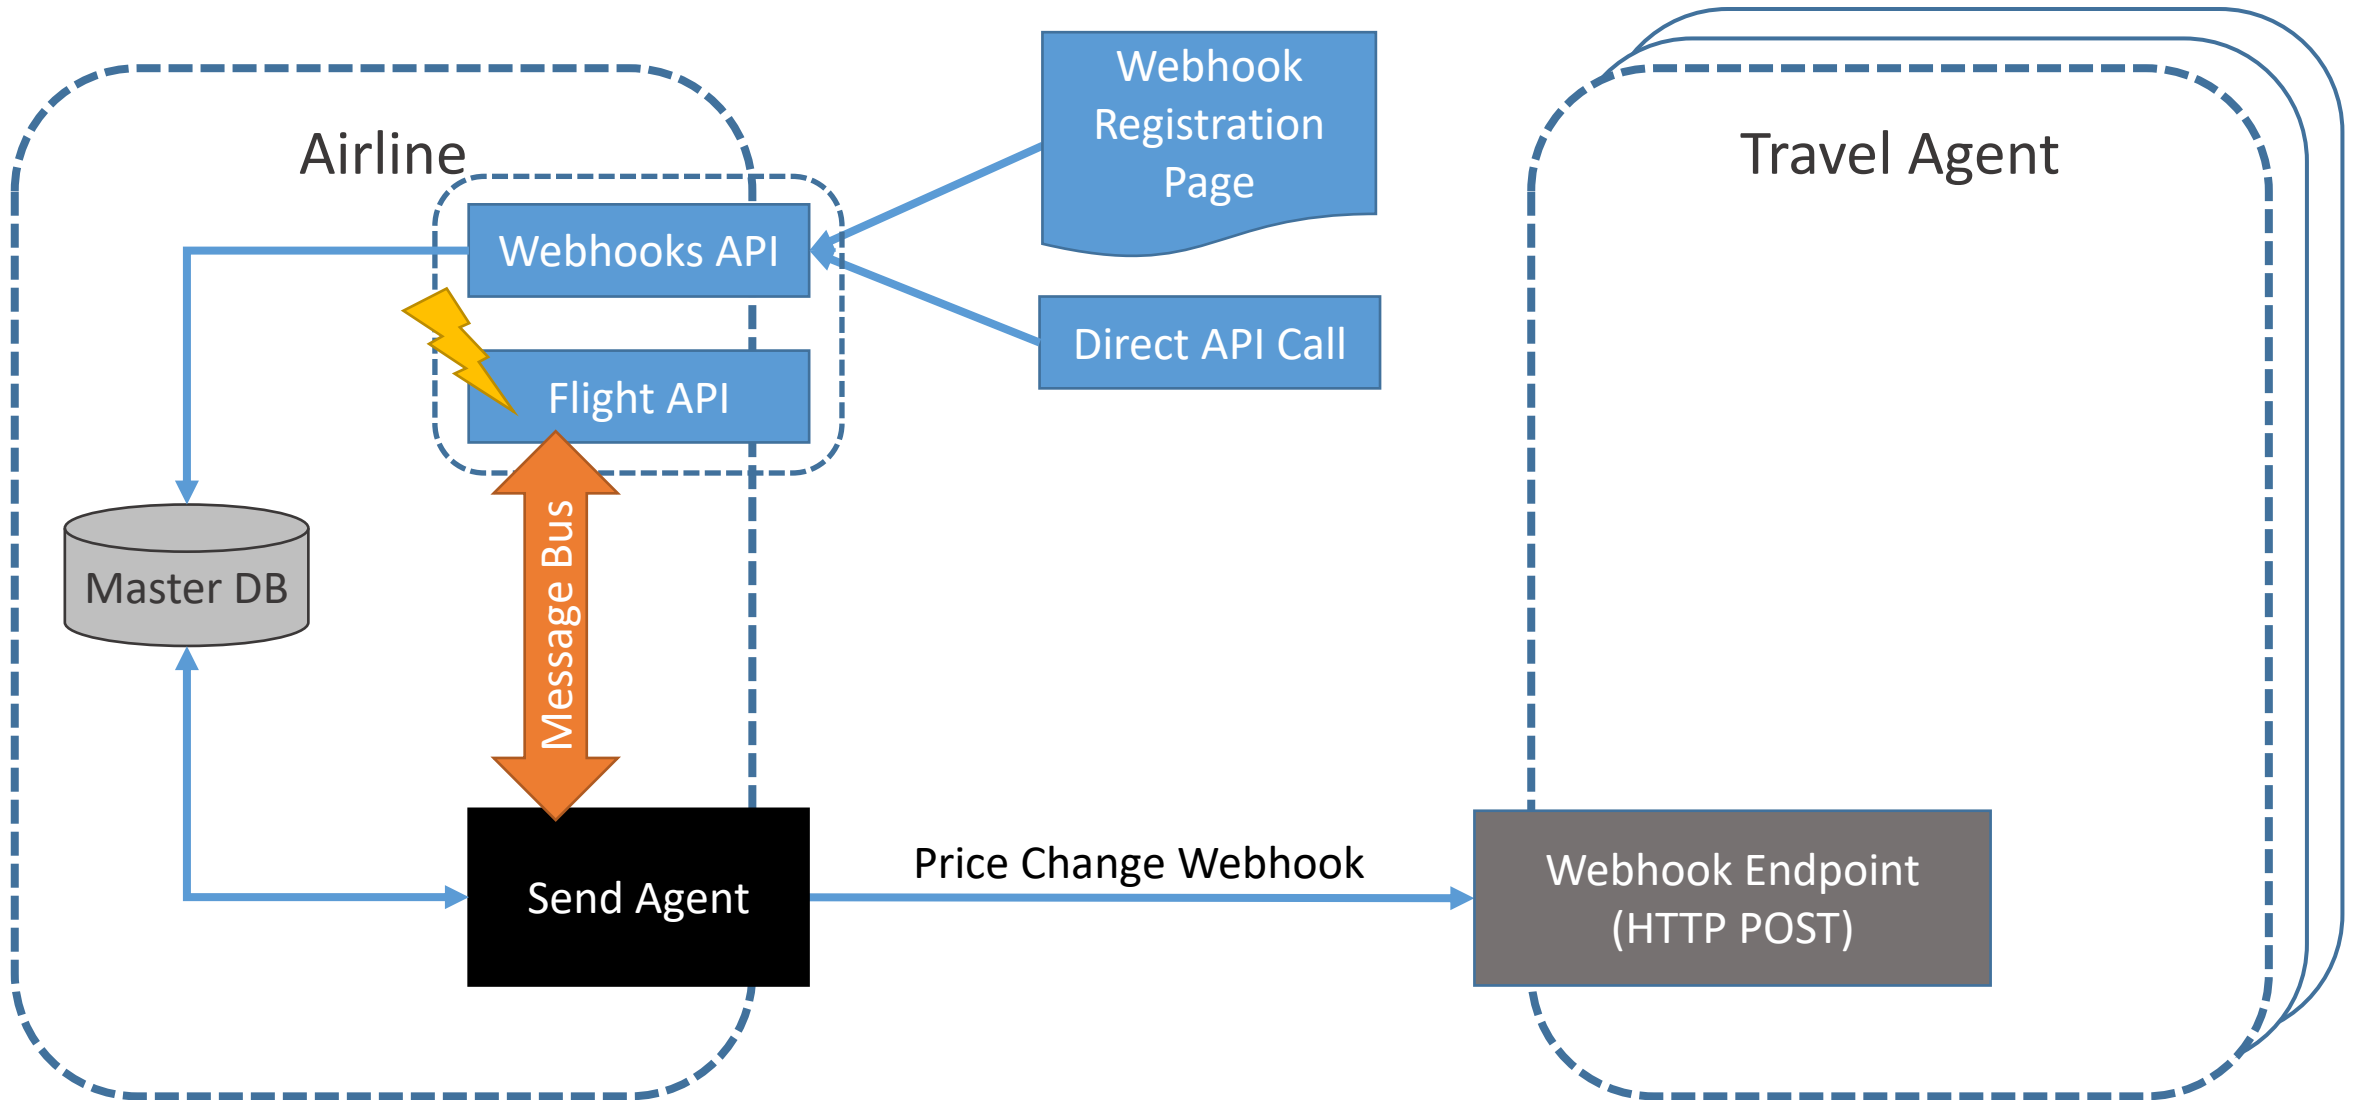 Airline
Webhook
Registration
Page
Travel Agent
Webhooks API
Direct API Call
Flight API
Message Bus
Master DB
Send Agent
Price Change Webhook
Webhook Endpoint
(HTTP POST)